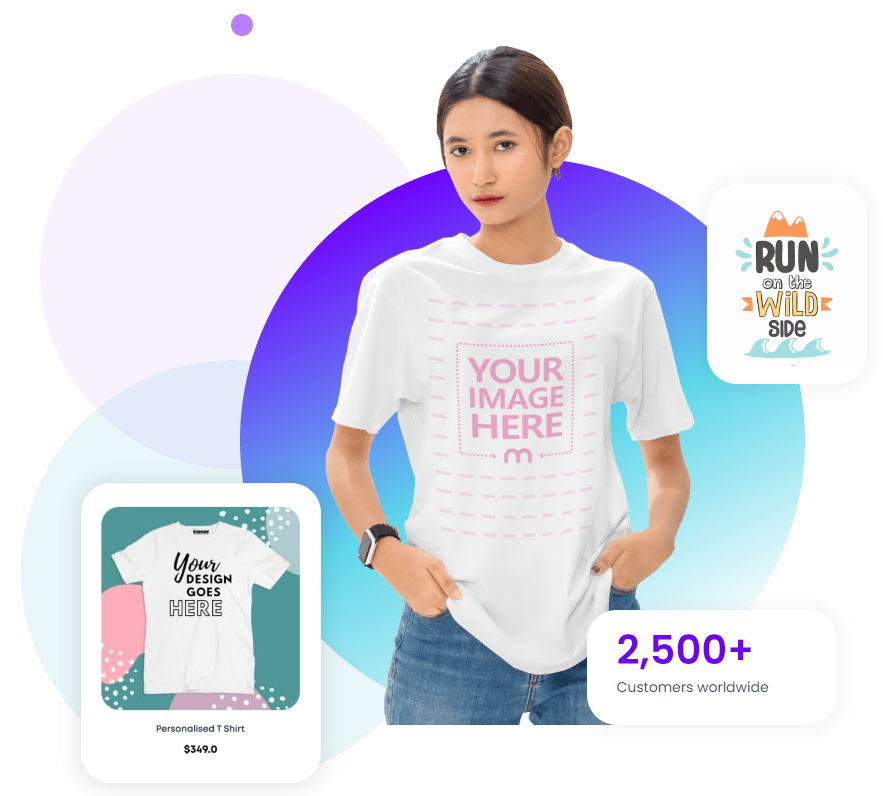 YOUR
IMAGE
HERE
m
RUN
on the
WILD
SIDE
Your
DESIGN
GOES
HERE
Personalised T Shirt
$349.0
2,500+
Customers worldwide